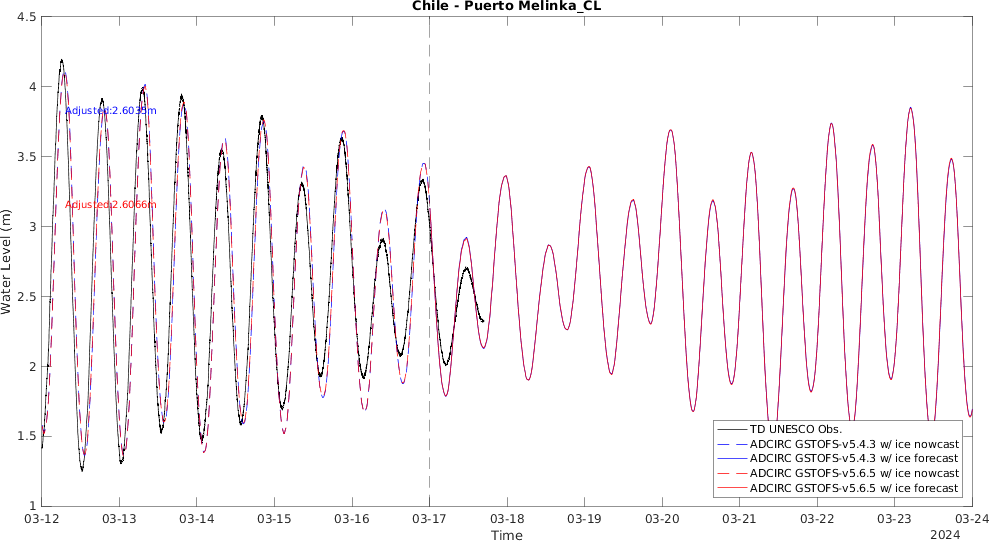 Chile - Puerto Melinka_CL
4.5
4
3.5
3
2.5
2
1.5
1
Water Level (m)
Adjusted:2.6035m
Adjusted:2.6066m
TD UNESCO Obs.
ADCIRC GSTOFS-v5.4.3 w/ ice nowcast
ADCIRC GSTOFS-v5.4.3 w/ ice forecast
ADCIRC GSTOFS-v5.6.5 w/ ice nowcast
ADCIRC GSTOFS-v5.6.5 w/ ice forecast
03-12 03-13 03-14 03-15 03-16 03-17 03-18 03-19 03-20 03-21 03-22 03-23 03-24
Time
2024